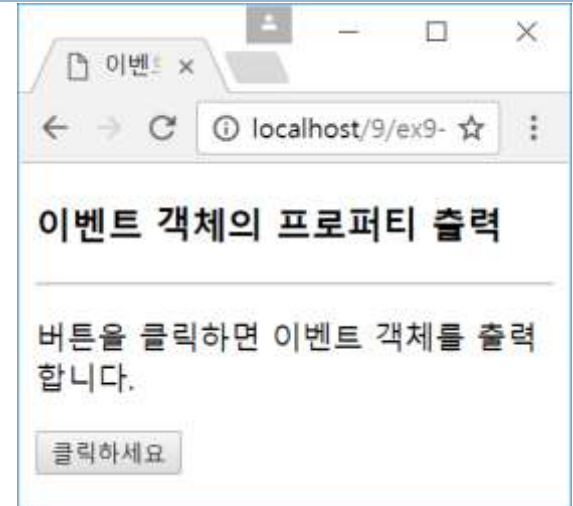 이벤트
localhost/9/ex9-
이벤트 객체의 프로퍼티 출력
버튼을 클릭하면 이벤트 객체를 출력
합니다.
클릭하세요